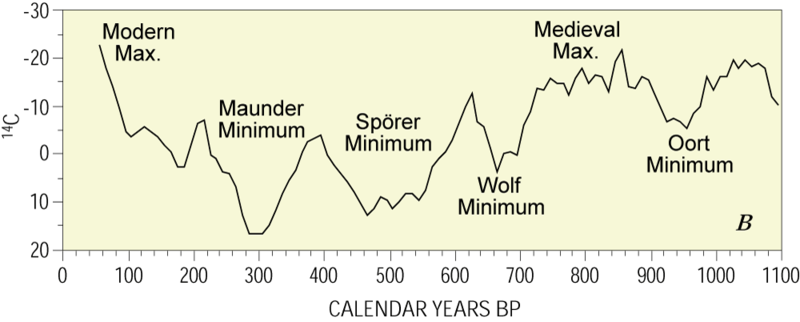 -30
-20
-10
0
10
20
¹⁴C
Modern
Max.
Maunder
Minimum
Spörer
Minimum
Wolf
Minimum
Medieval
Max.
Oort
Minimum
B
0 100 200 300 400 500 600 700 800 900 1000 1100
CALENDAR YEARS BP